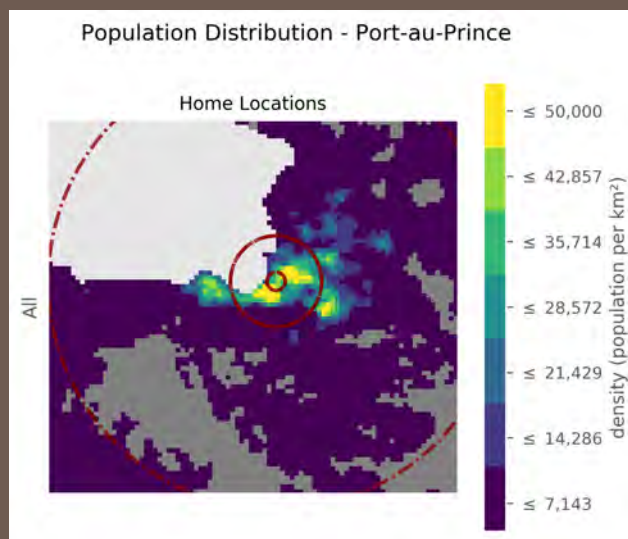 Population Distribution - Port-au-Prince
Home Locations
All
≤ 50,000
≤ 42,857
≤ 35,714
≤ 28,572
≤ 21,429
≤ 14,286
≤ 7,143
density (population per km²)